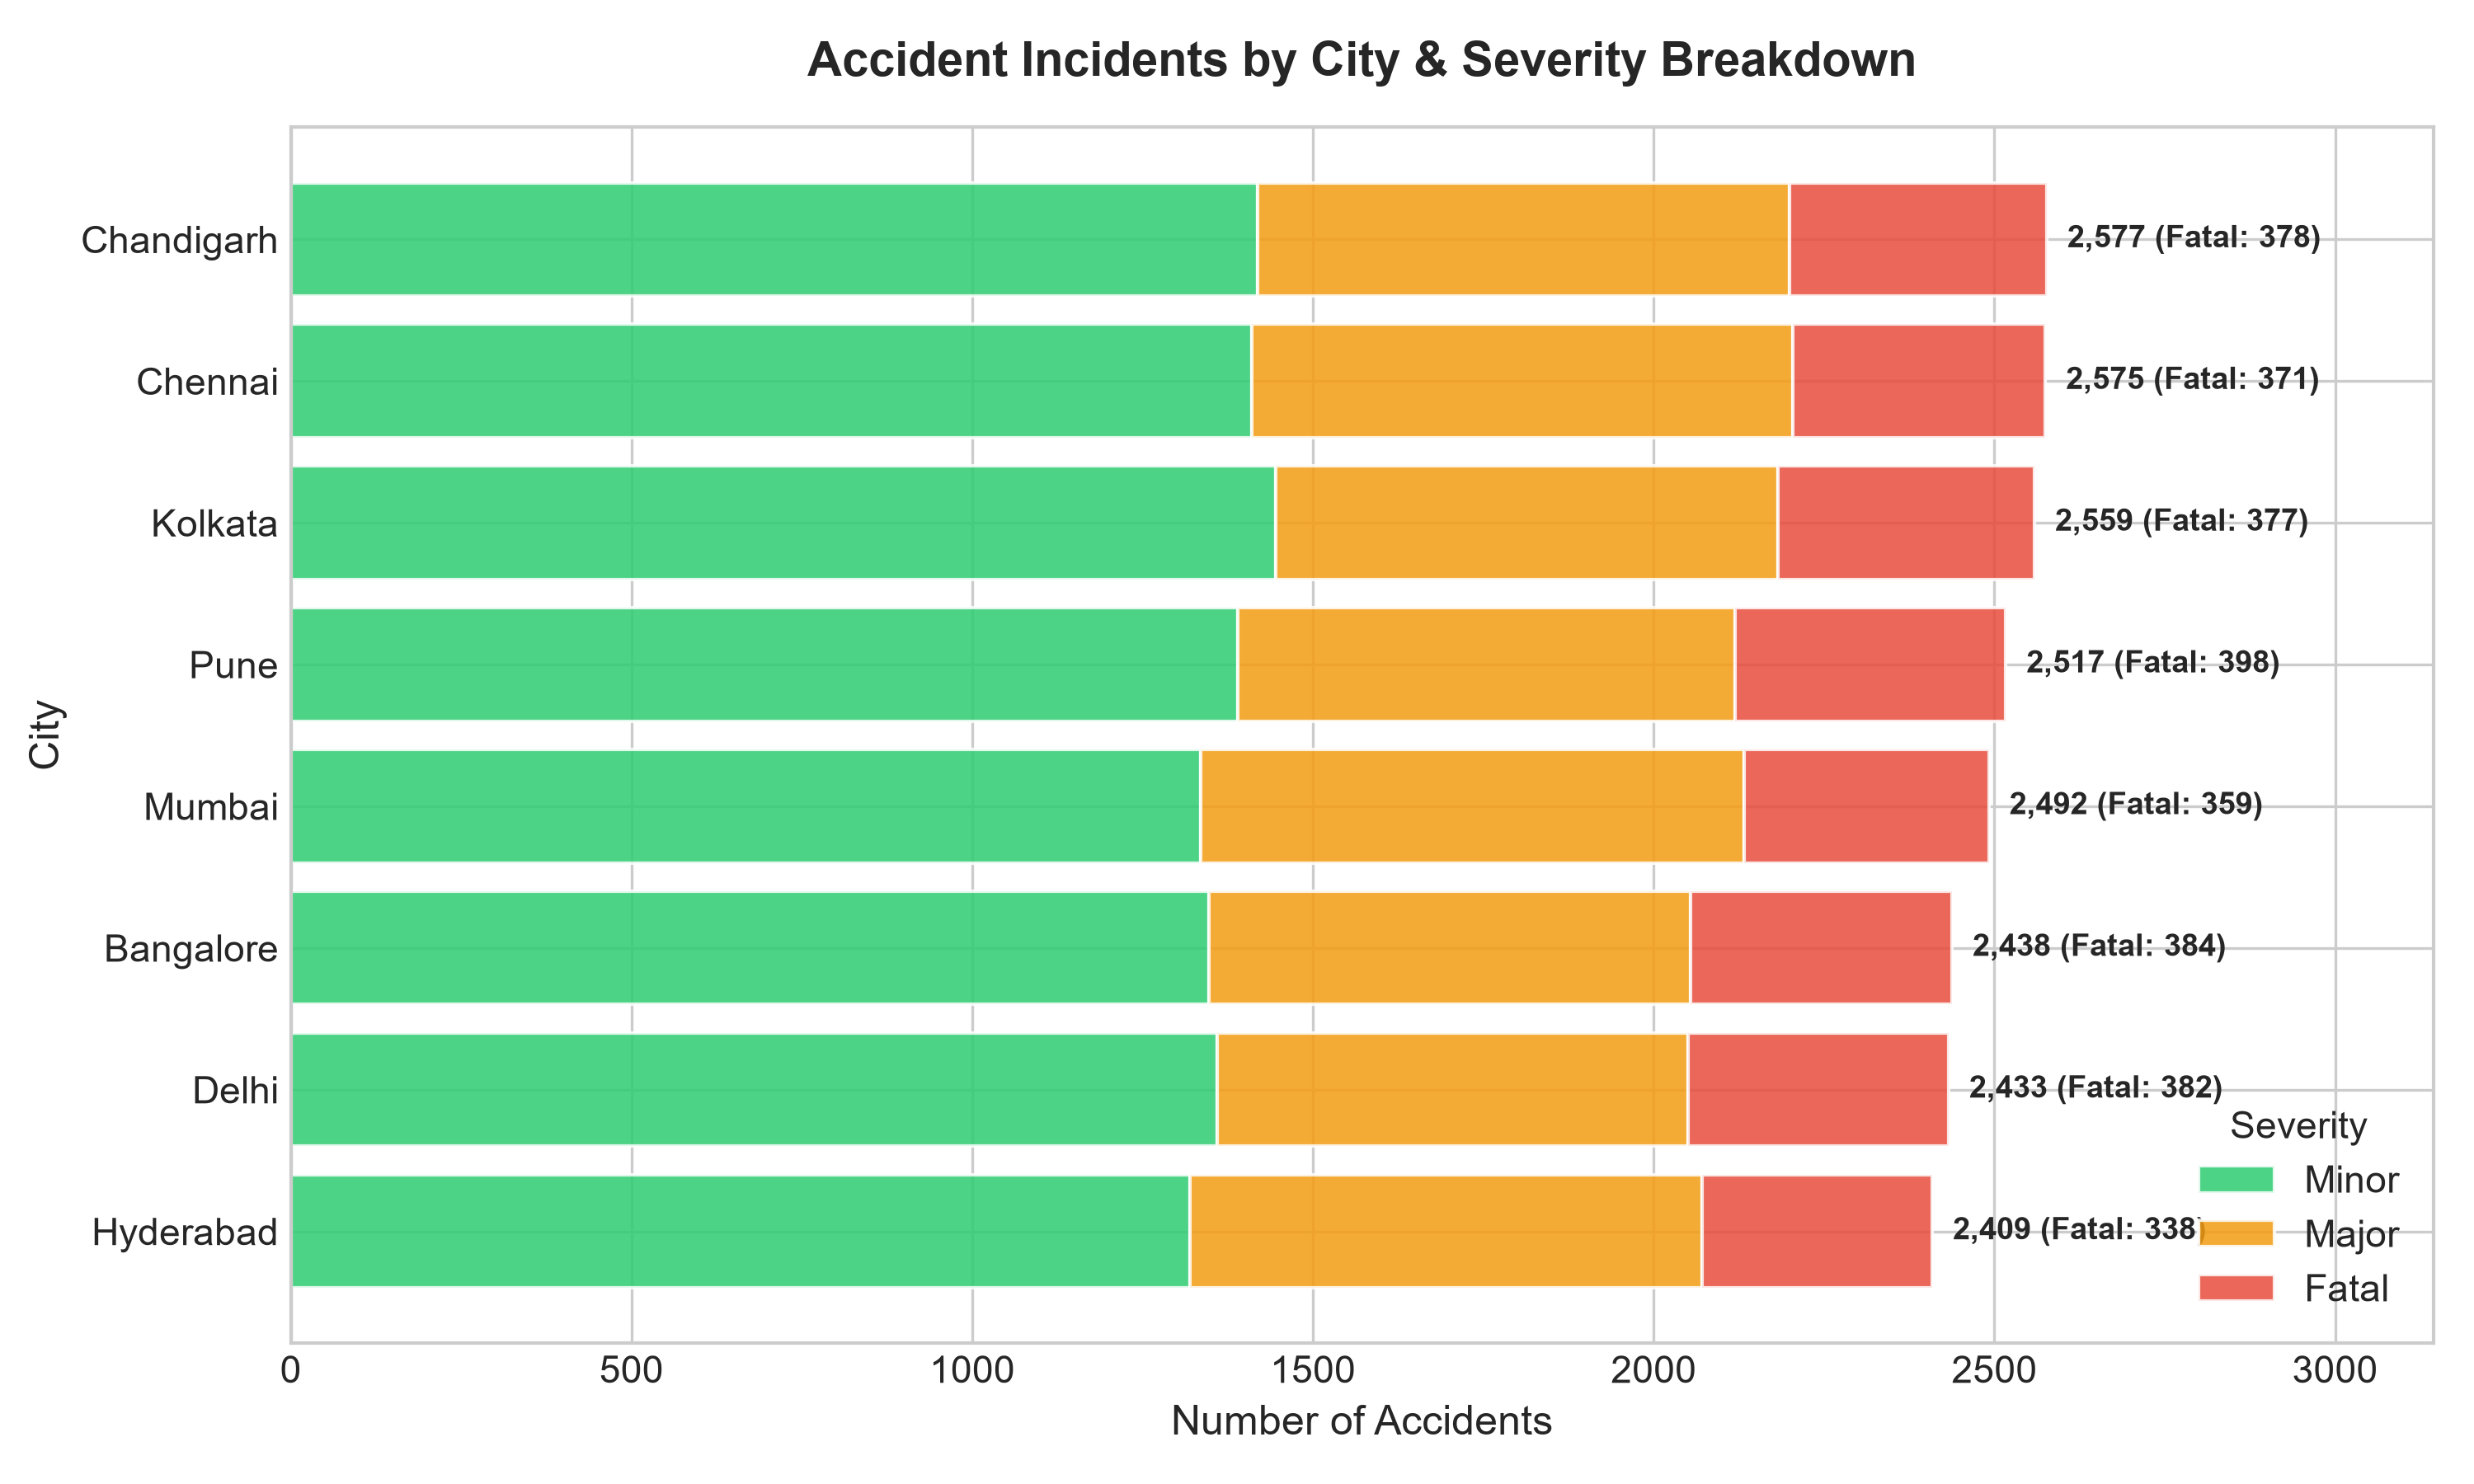 Accident Incidents by City & Severity Breakdown
City
Chandigarh
2,577 (Fatal: 378)
Chennai
2,575 (Fatal: 371)
Kolkata
2,559 (Fatal: 377)
Pune
2,517 (Fatal: 398)
Mumbai
2,492 (Fatal: 359)
Bangalore
2,438 (Fatal: 384)
Delhi
2,433 (Fatal: 382)
Hyderabad
2,409 (Fatal: 338)
Severity
Minor
Major
Fatal
0 500 1000 1500 2000 2500 3000
Number of Accidents